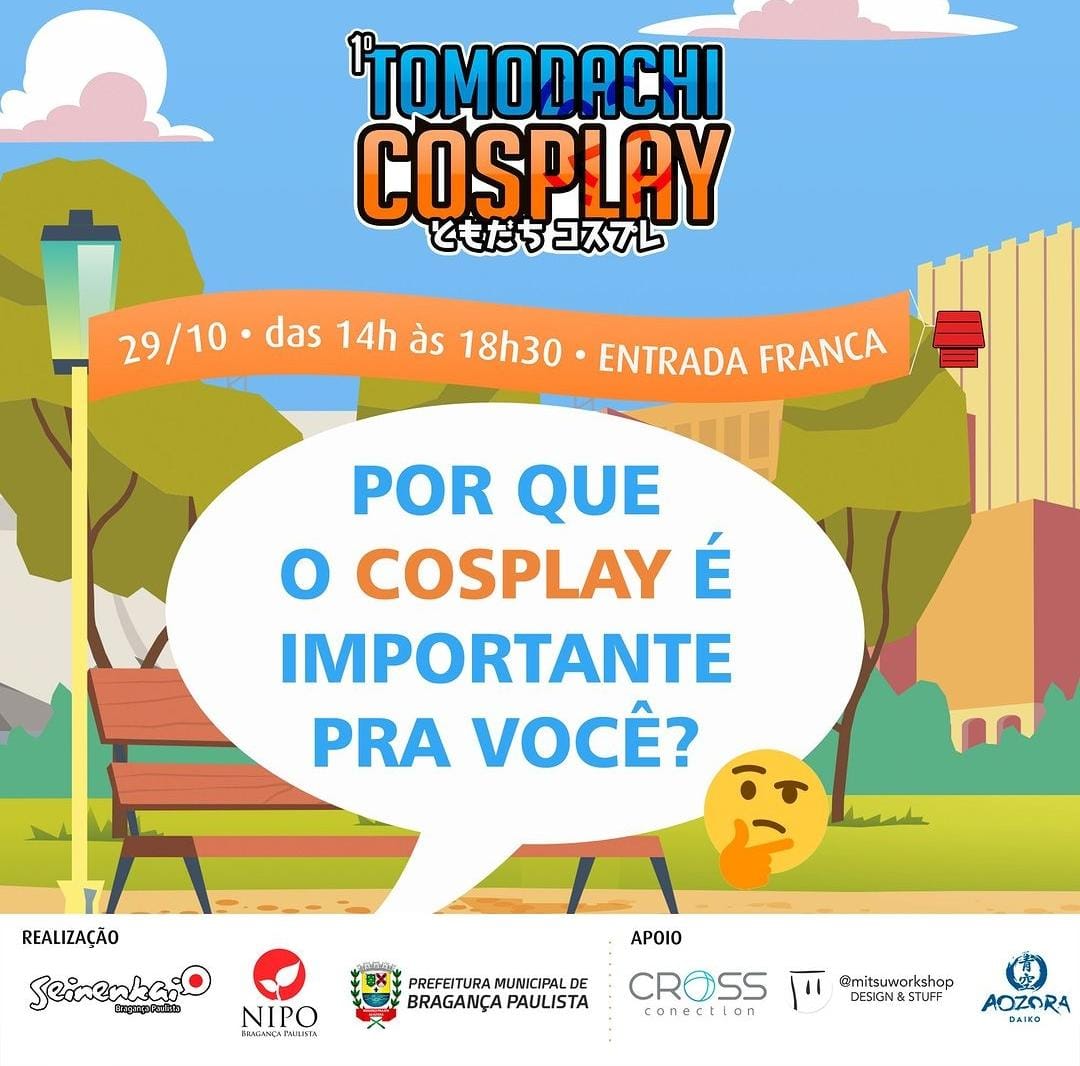 1º TOMODACHI
COSPLAY
ともだち コスプレ
29/10 • das 14h às 18h30 • ENTRADA FRANCA
POR QUE
O COSPLAY É
IMPORTANTE
PRA VOCÊ?
REALIZAÇÃO
Seinenkai
Bragança Paulista
NIPO
BRAGANÇA PAULISTA
PREFEITURA MUNICIPAL DE
BRAGANÇA PAULISTA
APOIO
CROSS
conection
@mitsuworkshop
DESIGN & STUFF
青空
AOZORA
DAIKO